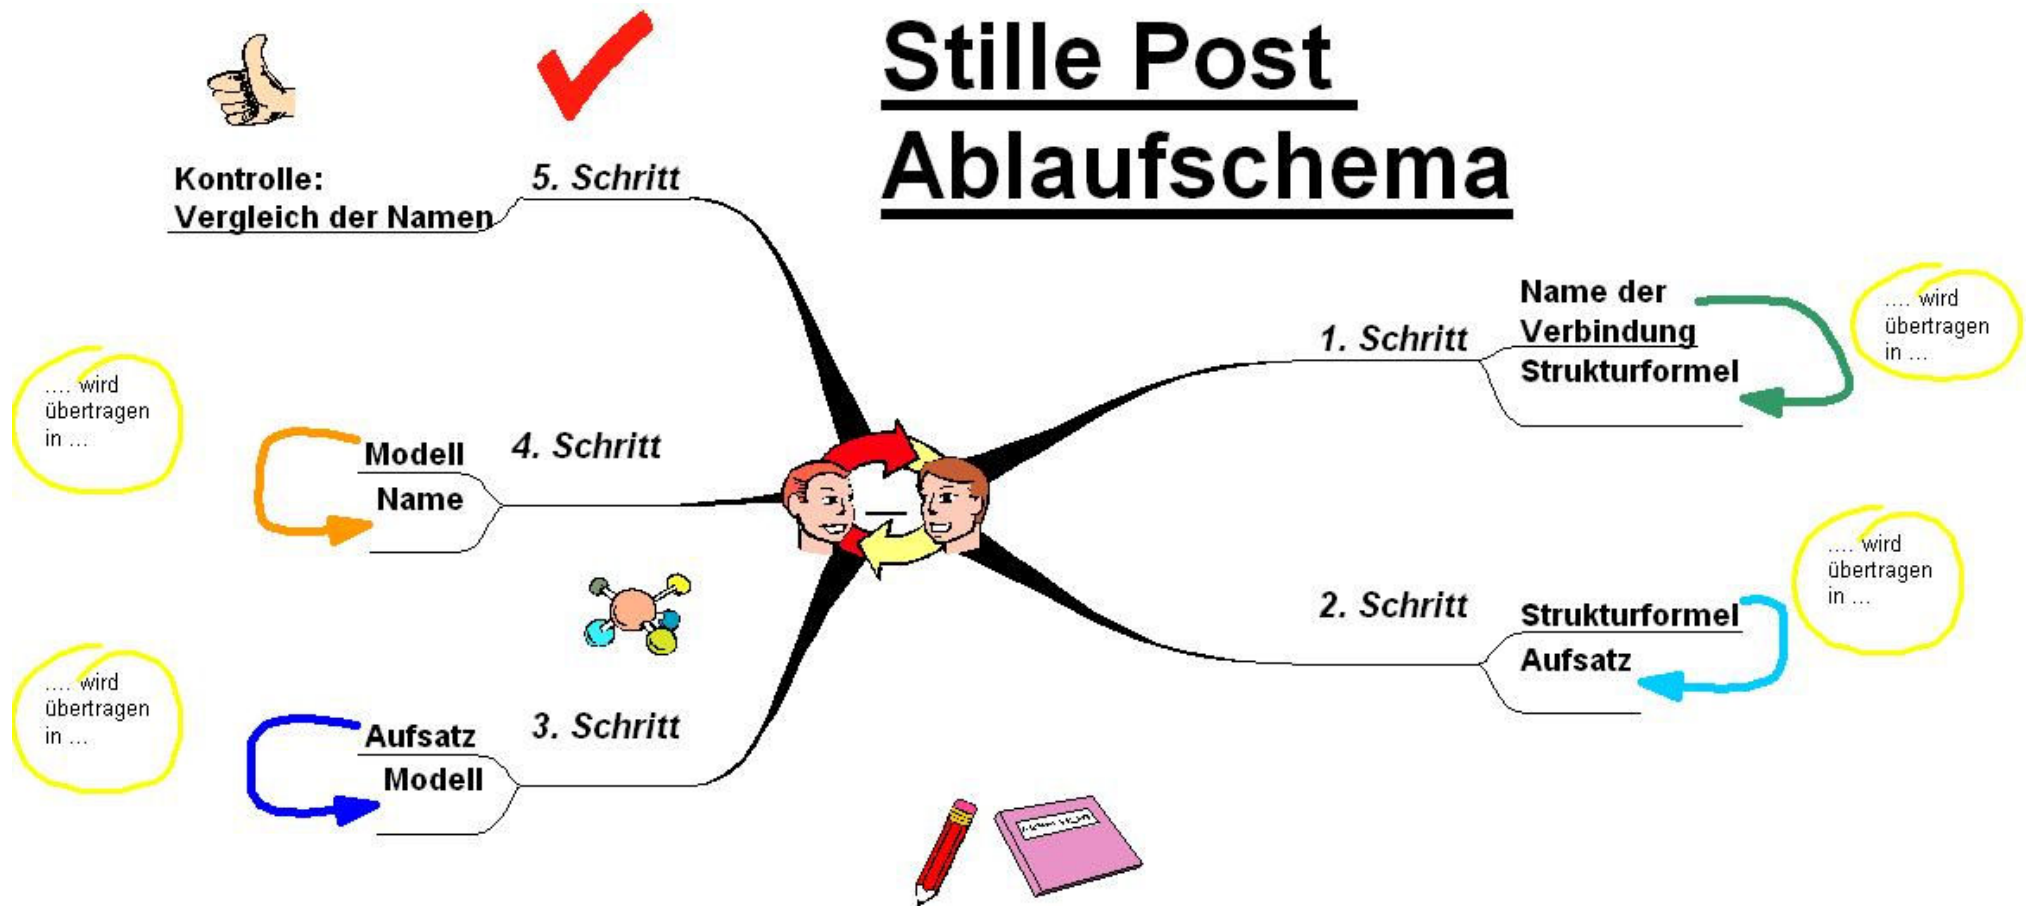 Stille Post
Ablaufschema
1. Schritt
Name der
Verbindung
Strukturformel
.... wird
übertragen
in ...
2. Schritt
Strukturformel
Aufsatz
.... wird
übertragen
in ...
3. Schritt
Aufsatz
Modell
.... wird
übertragen
in ...
4. Schritt
Modell
Name
.... wird
übertragen
in ...
5. Schritt
Kontrolle:
Vergleich der Namen